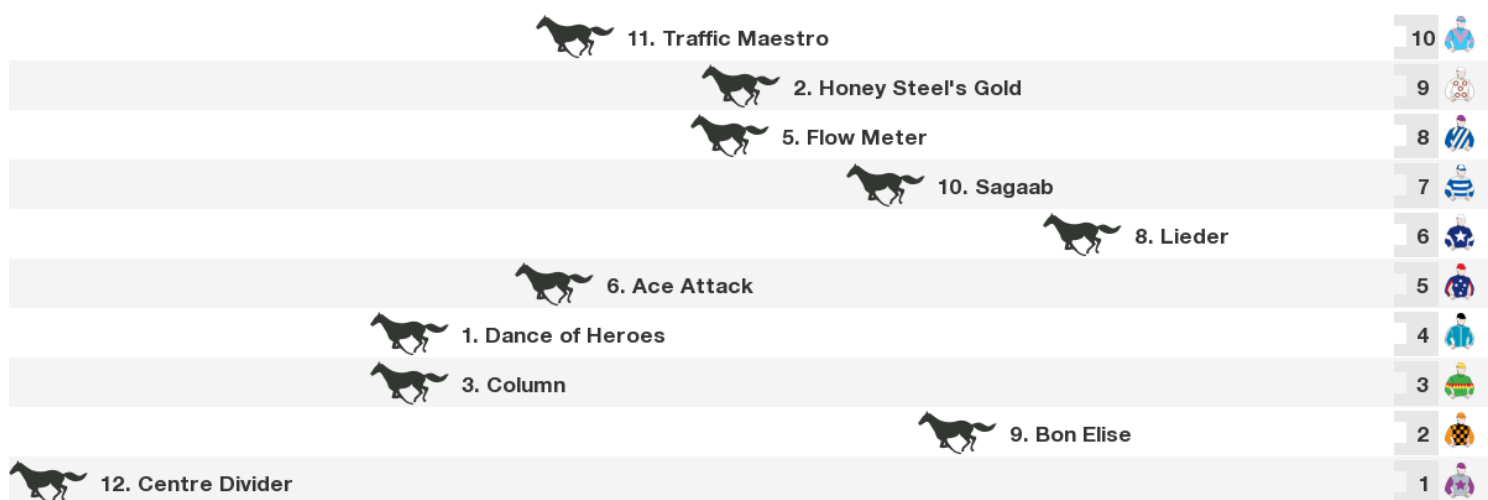 11. Traffic Maestro 10
2. Honey Steel's Gold 9
5. Flow Meter 8
10. Sagaab 7
8. Lieder 6
6. Ace Attack 5
1. Dance of Heroes 4
3. Column 3
9. Bon Elise 2
12. Centre Divider 1